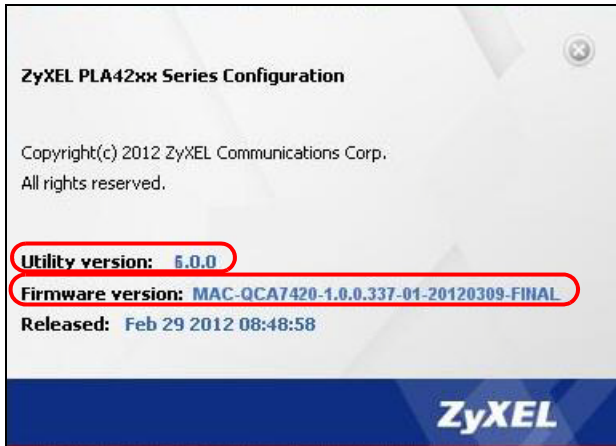 ZyXEL PLA42xx Series Configuration
Copyright(c) 2012 ZyXEL Communications Corp.
All rights reserved.
Utility version: 6.0.0
Firmware version: MAC-QCA7420-1.0.0.337-01-20120309-FINAL
Released: Feb 29 2012 08:48:58
ZyXEL